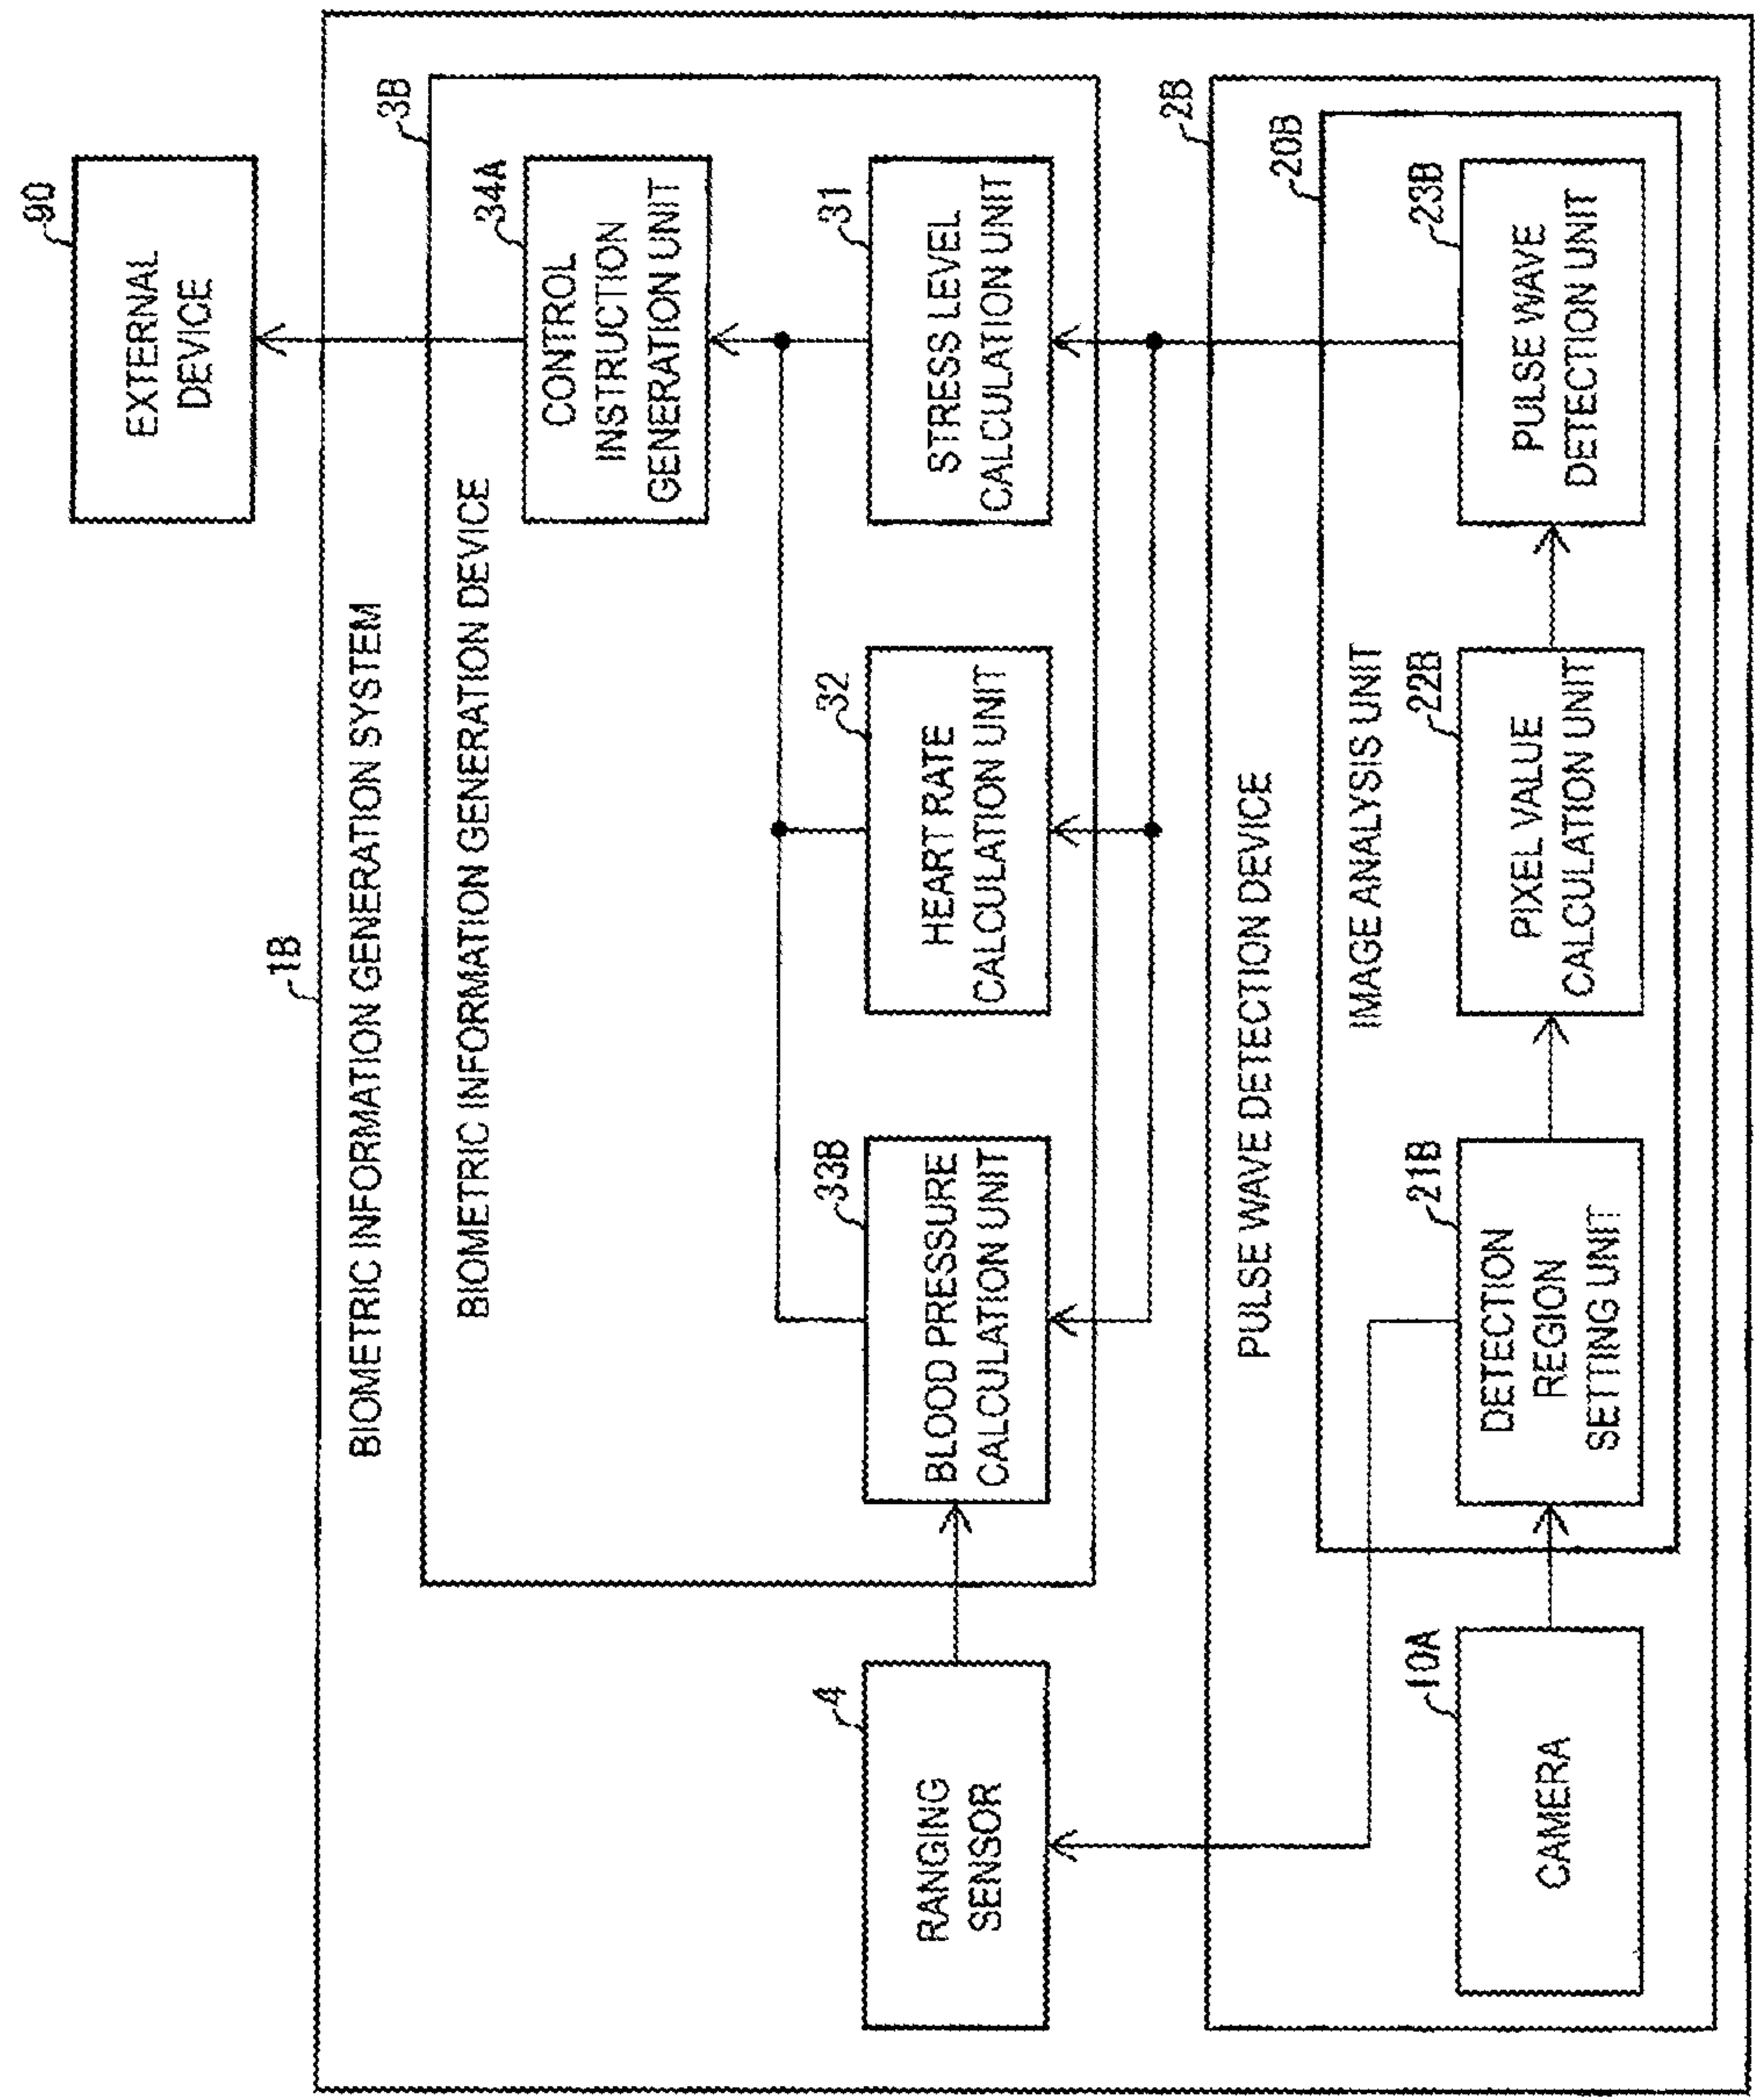 90
EXTERNAL
DEVICE
1B
BIOMETRIC INFORMATION GENERATION SYSTEM
3B
BIOMETRIC INFORMATION GENERATION DEVICE
34A
CONTROL
INSTRUCTION
GENERATION UNIT
4
RANGING
SENSOR
33B
BLOOD PRESSURE
CALCULATION UNIT
32
HEART RATE
CALCULATION UNIT
31
STRESS LEVEL
CALCULATION UNIT
2B
PULSE WAVE DETECTION DEVICE
20B
IMAGE ANALYSIS UNIT
10A
CAMERA
21B
DETECTION
REGION
SETTING UNIT
22B
PIXEL VALUE
CALCULATION UNIT
23B
PULSE WAVE
DETECTION UNIT